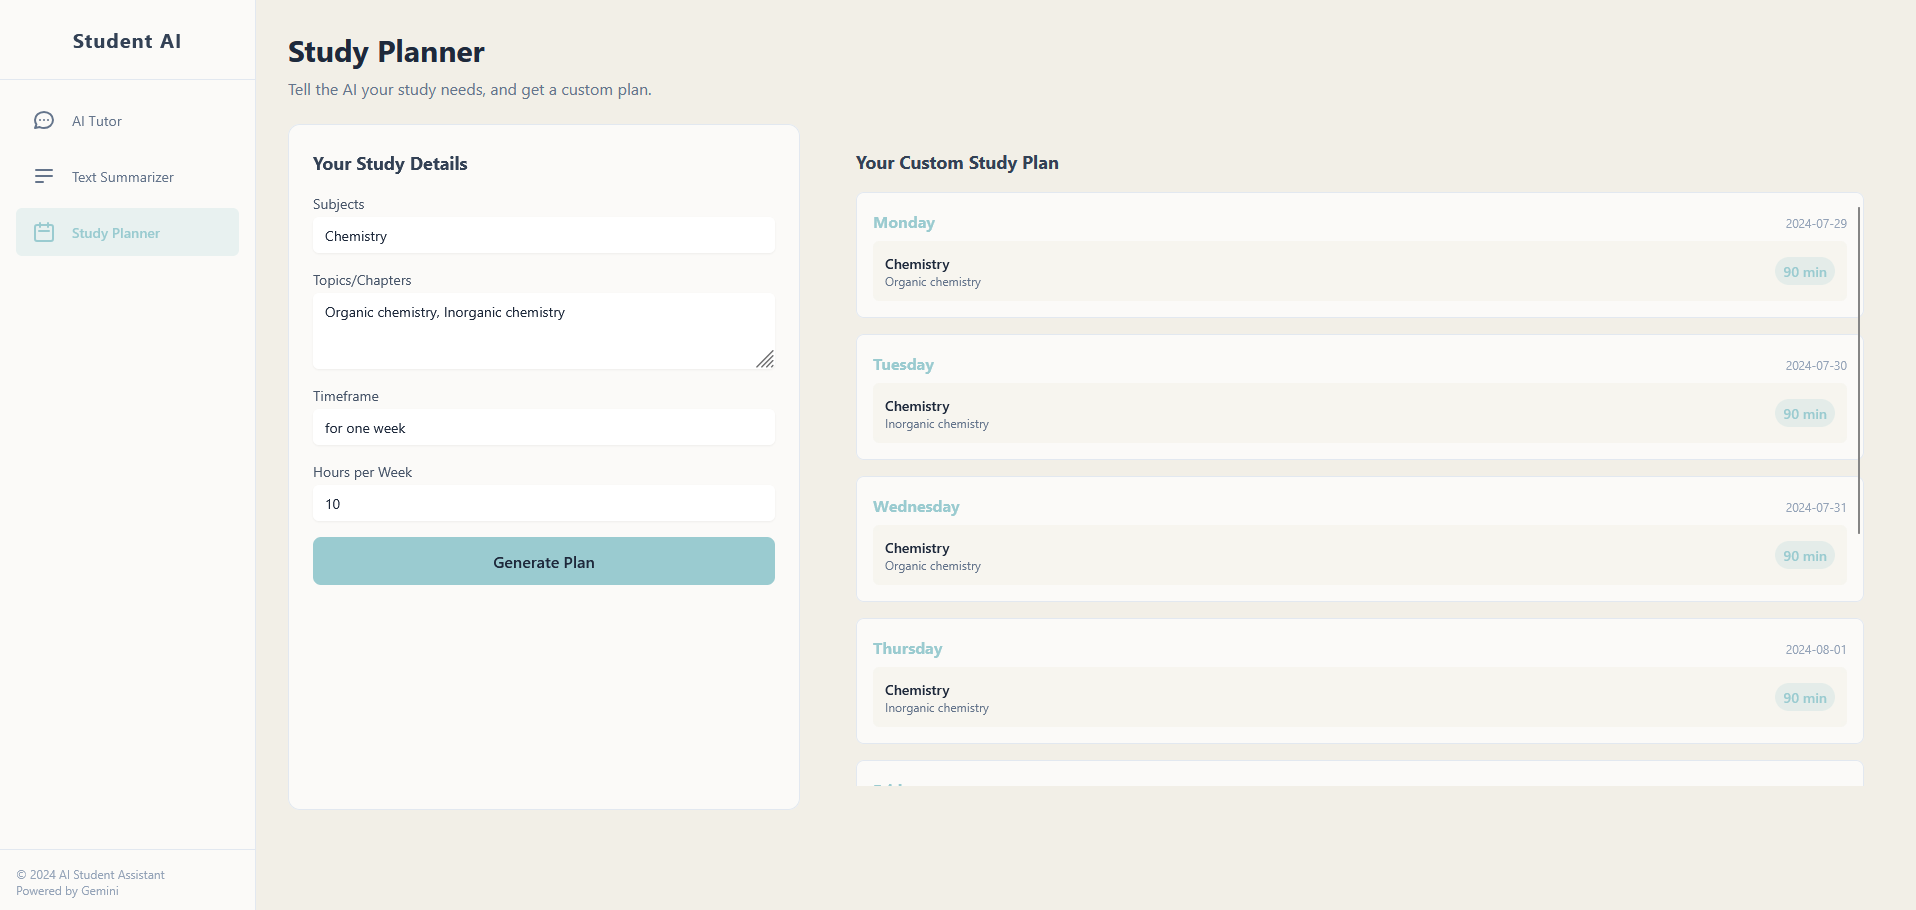 Student AI
AI Tutor
Text Summarizer
Study Planner
© 2024 AI Student Assistant
Powered by Gemini
Study Planner
Tell the AI your study needs, and get a custom plan.
Your Study Details
Subjects
Chemistry
Topics/Chapters
Organic chemistry, Inorganic chemistry
Timeframe
for one week
Hours per Week
10
Generate Plan
Your Custom Study Plan
Monday 2024-07-29
Chemistry
Organic chemistry
90 min
Tuesday 2024-07-30
Chemistry
Inorganic chemistry
90 min
Wednesday 2024-07-31
Chemistry
Organic chemistry
90 min
Thursday 2024-08-01
Chemistry
Inorganic chemistry
90 min